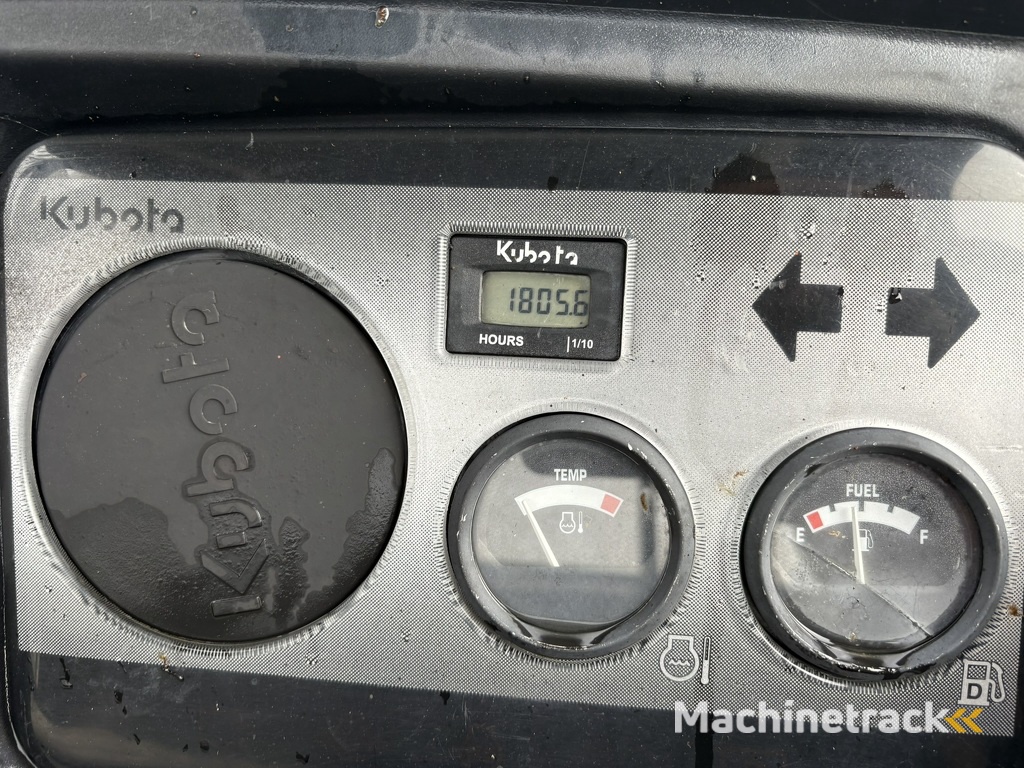 Kubota
Kubota
1805.6
HOURS 1/10
Kubota
TEMP
FUEL
E F
D
Machinetrack